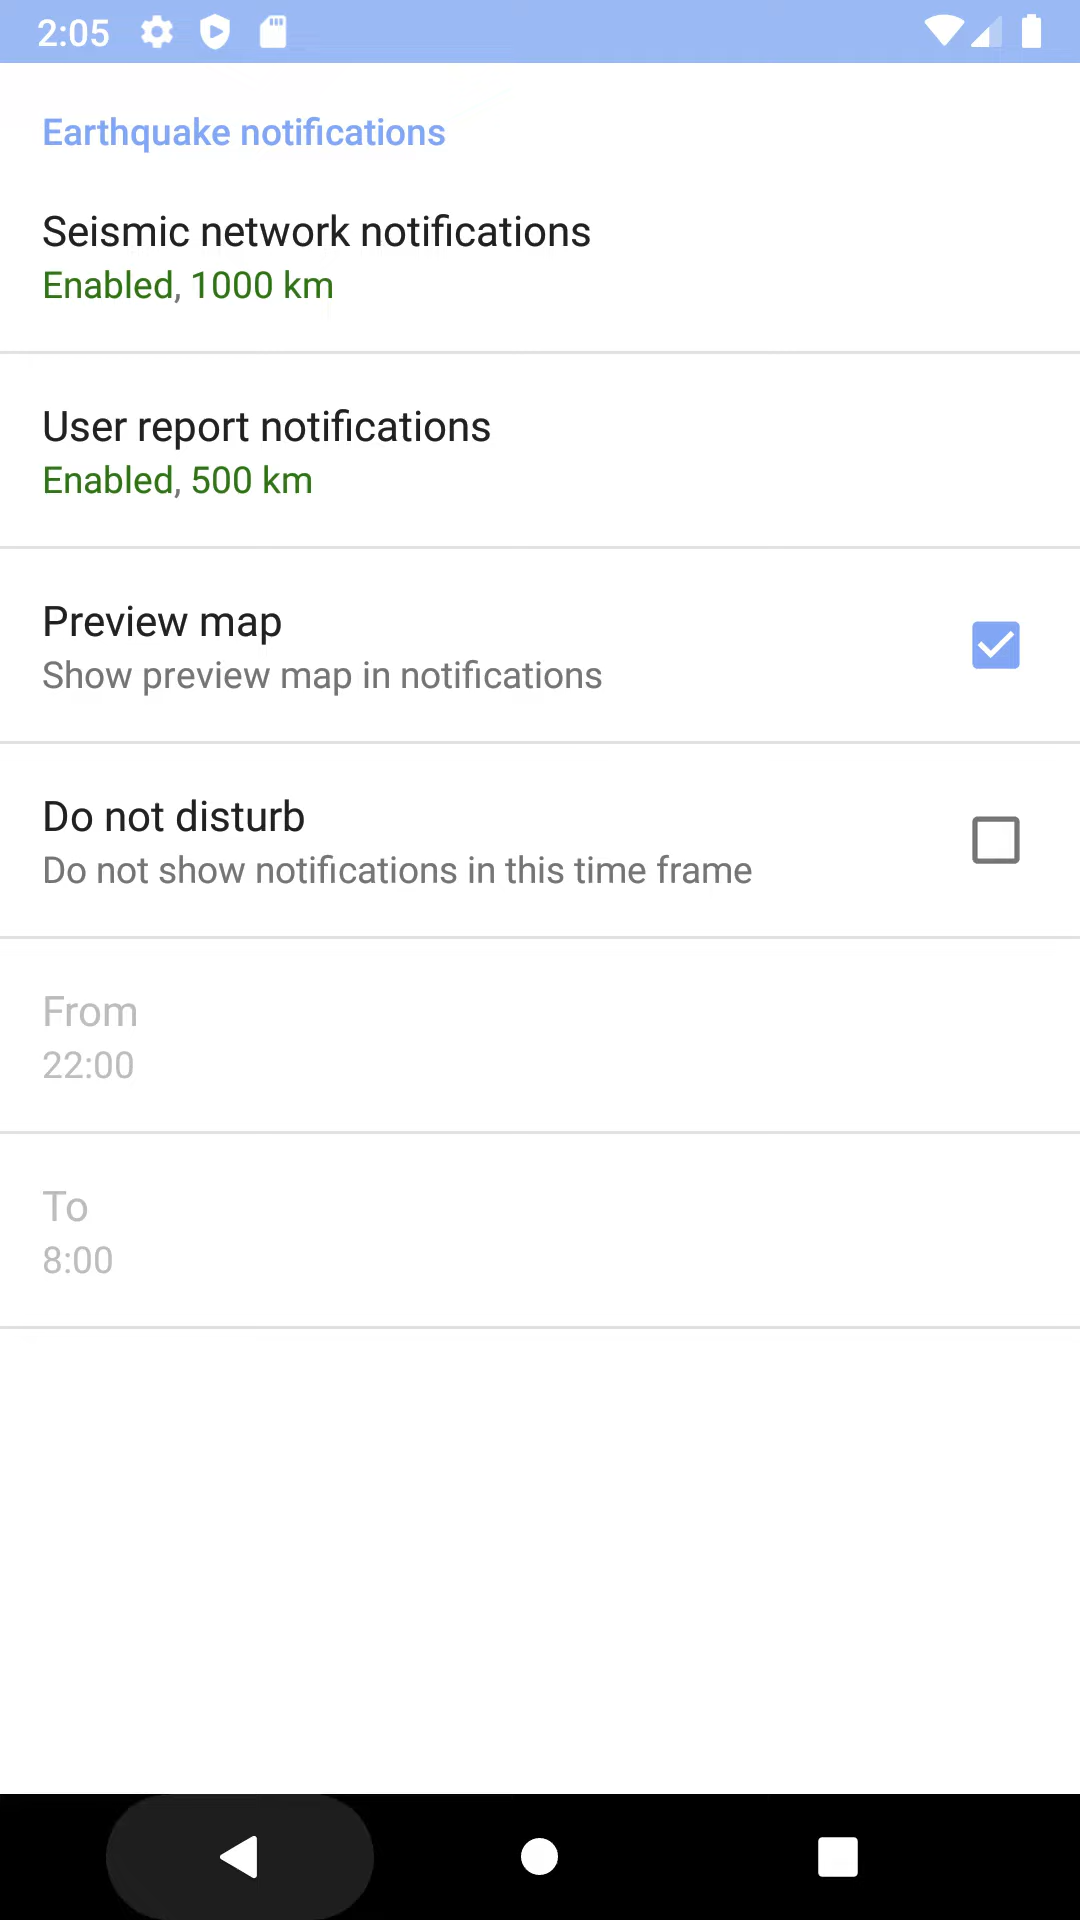 2:05
Earthquake notifications
Seismic network notifications
Enabled, 1000 km
User report notifications
Enabled, 500 km
Preview map
Show preview map in notifications
Do not disturb
Do not show notifications in this time frame
From
22:00
To
8:00